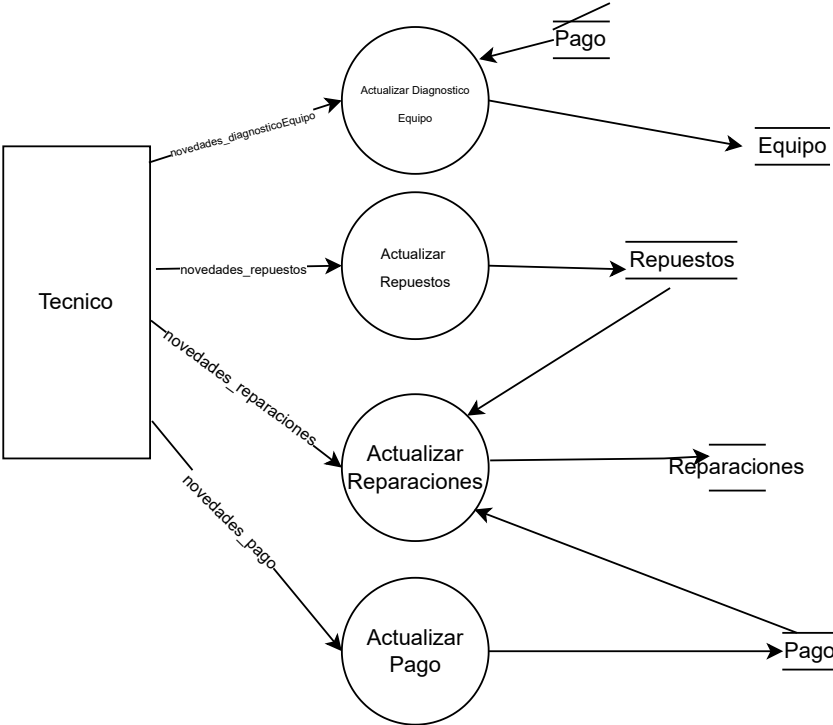 Pago
Actualizar Diagnostico
Equipo
novedades_diagnosticoEquipo
Equipo
Actualizar
Repuestos
novedades_repuestos
Repuestos
Tecnico
novedades_reparaciones
Actualizar
Reparaciones
Reparaciones
novedades_pago
Actualizar
Pago
Pago